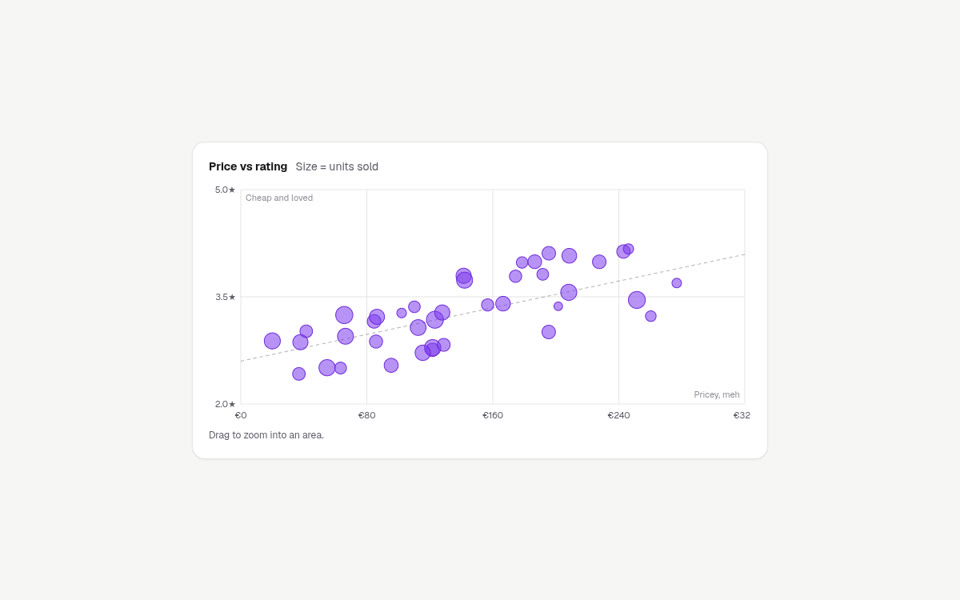 Price vs rating Size = units sold
5.0★
Cheap and loved
3.5★
Pricey, meh
2.0★
€0 €80 €160 €240 €32
Drag to zoom into an area.